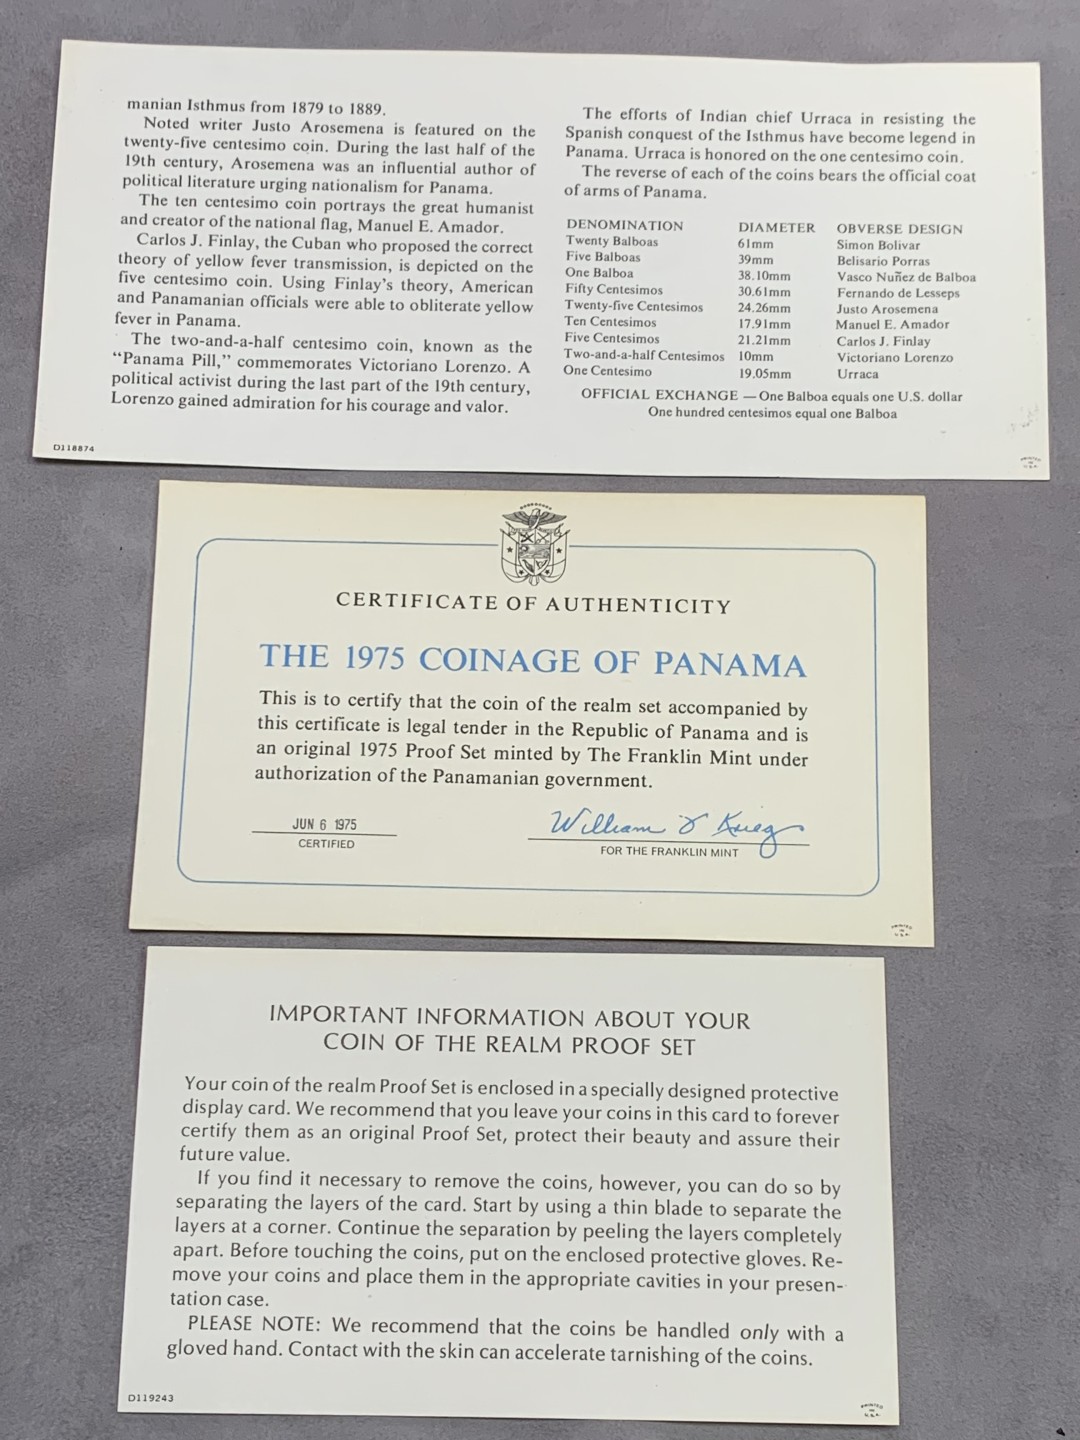 manian Isthmus from 1879 to 1889.
Noted writer Justo Arosemena is featured on the
twenty-five centesimo coin. During the last half of the
19th century, Arosemena was an influential author of
political literature urging nationalism for Panama.
The ten centesimo coin portrays the great humanist
and creator of the national flag, Manuel E. Amador.
Carlos J. Finlay, the Cuban who proposed the correct
theory of yellow fever transmission, is depicted on the
five centesimo coin. Using Finlay's theory, American
and Panamanian officials were able to obliterate yellow
fever in Panama.
The two-and-a-half centesimo coin, known as the
"Panama Pill," commemorates Victoriano Lorenzo. A
political activist during the last part of the 19th century,
Lorenzo gained admiration for his courage and valor.
D118874
The efforts of Indian chief Urraca in resisting the
Spanish conquest of the Isthmus have become legend in
Panama. Urraca is honored on the one centesimo coin.
The reverse of each of the coins bears the official coat
of arms of Panama.
DENOMINATION DIAMETER OBVERSE DESIGN
Twenty Balboas 61mm Simon Bolivar
Five Balboas 39mm Belisario Porras
One Balboa 38.10mm Vasco Nuñez de Balboa
Fifty Centesimos 30.61mm Fernando de Lesseps
Twenty-five Centesimos 24.26mm Justo Arosemena
Ten Centesimos 17.91mm Manuel E. Amador
Five Centesimos 21.21mm Carlos J. Finlay
Two-and-a-half Centesimos 10mm Victoriano Lorenzo
One Centesimo 19.05mm Urraca
OFFICIAL EXCHANGE — One Balboa equals one U.S. dollar
One hundred centesimos equal one Balboa
PRINTED
IN
U.S.A.
CERTIFICATE OF AUTHENTICITY
THE 1975 COINAGE OF PANAMA
This is to certify that the coin of the realm set accompanied by
this certificate is legal tender in the Republic of Panama and is
an original 1975 Proof Set minted by The Franklin Mint under
authorization of the Panamanian government.
JUN 6 1975
CERTIFIED
William J Krieg
FOR THE FRANKLIN MINT
PRINTED
IN
U.S.A.
IMPORTANT INFORMATION ABOUT YOUR
COIN OF THE REALM PROOF SET
Your coin of the realm Proof Set is enclosed in a specially designed protective
display card. We recommend that you leave your coins in this card to forever
certify them as an original Proof Set, protect their beauty and assure their
future value.
If you find it necessary to remove the coins, however, you can do so by
separating the layers of the card. Start by using a thin blade to separate the
layers at a corner. Continue the separation by peeling the layers completely
apart. Before touching the coins, put on the enclosed protective gloves. Re-
move your coins and place them in the appropriate cavities in your presen-
tation case.
PLEASE NOTE: We recommend that the coins be handled only with a
gloved hand. Contact with the skin can accelerate tarnishing of the coins.
D119243
PRINTED
IN
U.S.A.